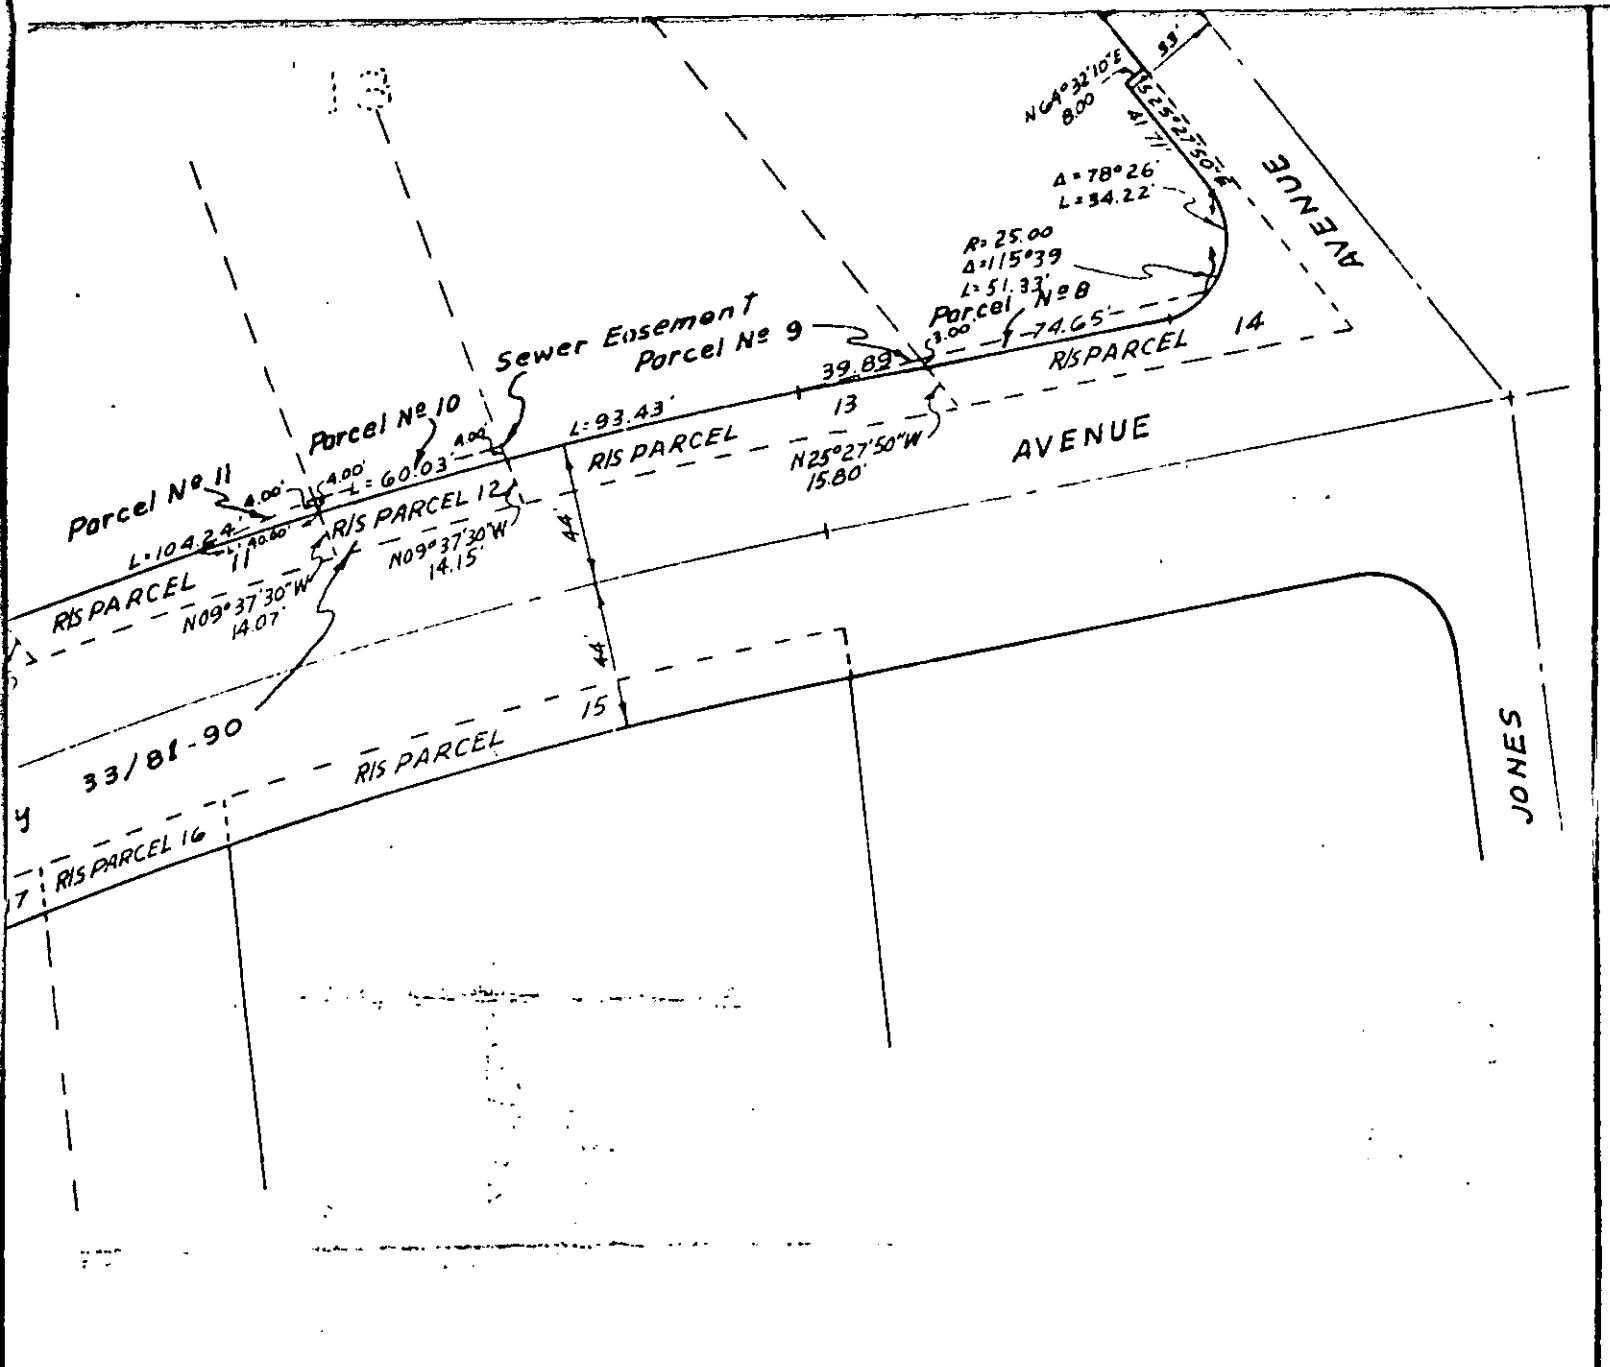 13
33'
N64°32'10"E
8.00
S25°27'50"E
41.71'
AVENUE
Δ=78°26'
L=34.22'
R=25.00
Δ=115°39
L=51.33'
Parcel Nº 8
3.00'
74.65'
R/S PARCEL 14
Sewer Easement
Parcel Nº 9
39.89
13
L=93.43'
R/S PARCEL
N25°27'50"W
15.80'
AVENUE
Parcel Nº 10
4.00'
4.00'
L=60.03'
R/S PARCEL 12
N09°37'30"W
14.15'
Parcel Nº 11
4.00'
L=104.24'
L=40.60'
R/S PARCEL 11
N09°37'30"W
14.07'
44'
44'
33/81-90
15
R/S PARCEL
y
R/S PARCEL 16
17
JONES